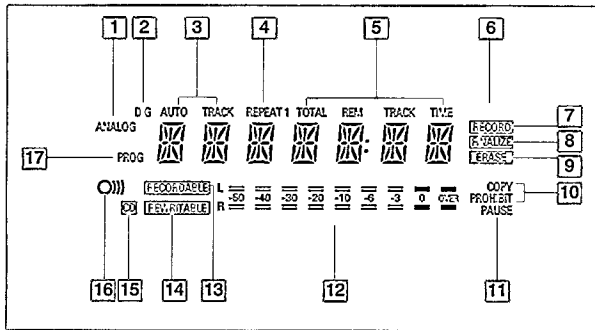 1 2 3 4 5 6
DIG AUTO TRACK REPEAT 1 TOTAL REM TRACK TIME
ANALOG
RECORD 7
FINALIZE 8
ERASE 9
17 PROG
RECORDABLE L
-50 -40 -30 -20 -10 -6 -3 0 OVER
CD REWRITABLE R
COPY
PROHIBIT 10
PAUSE
16 15 14 13 12 11